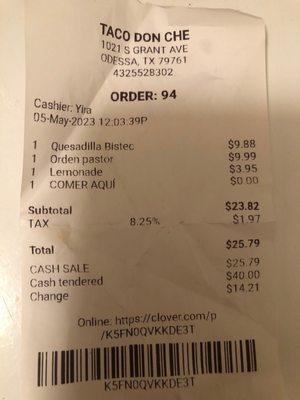 TACO DON CHE
1021 S GRANT AVE
ODESSA, TX 79761
4325528302
ORDER: 94
Cashier: Yira
05-May-2023 12:03:39P
1 Quesadilla Bistec $9.88
1 Orden pastor $9.99
1 Lemonade $3.95
1 COMER AQUÍ $0.00
Subtotal $23.82
TAX 8.25% $1.97
Total $25.79
CASH SALE $25.79
Cash tendered $40.00
Change $14.21
Online: https://clover.com/p
/K5FN0QVKKDE3T
K5FN0QVKKDE3T